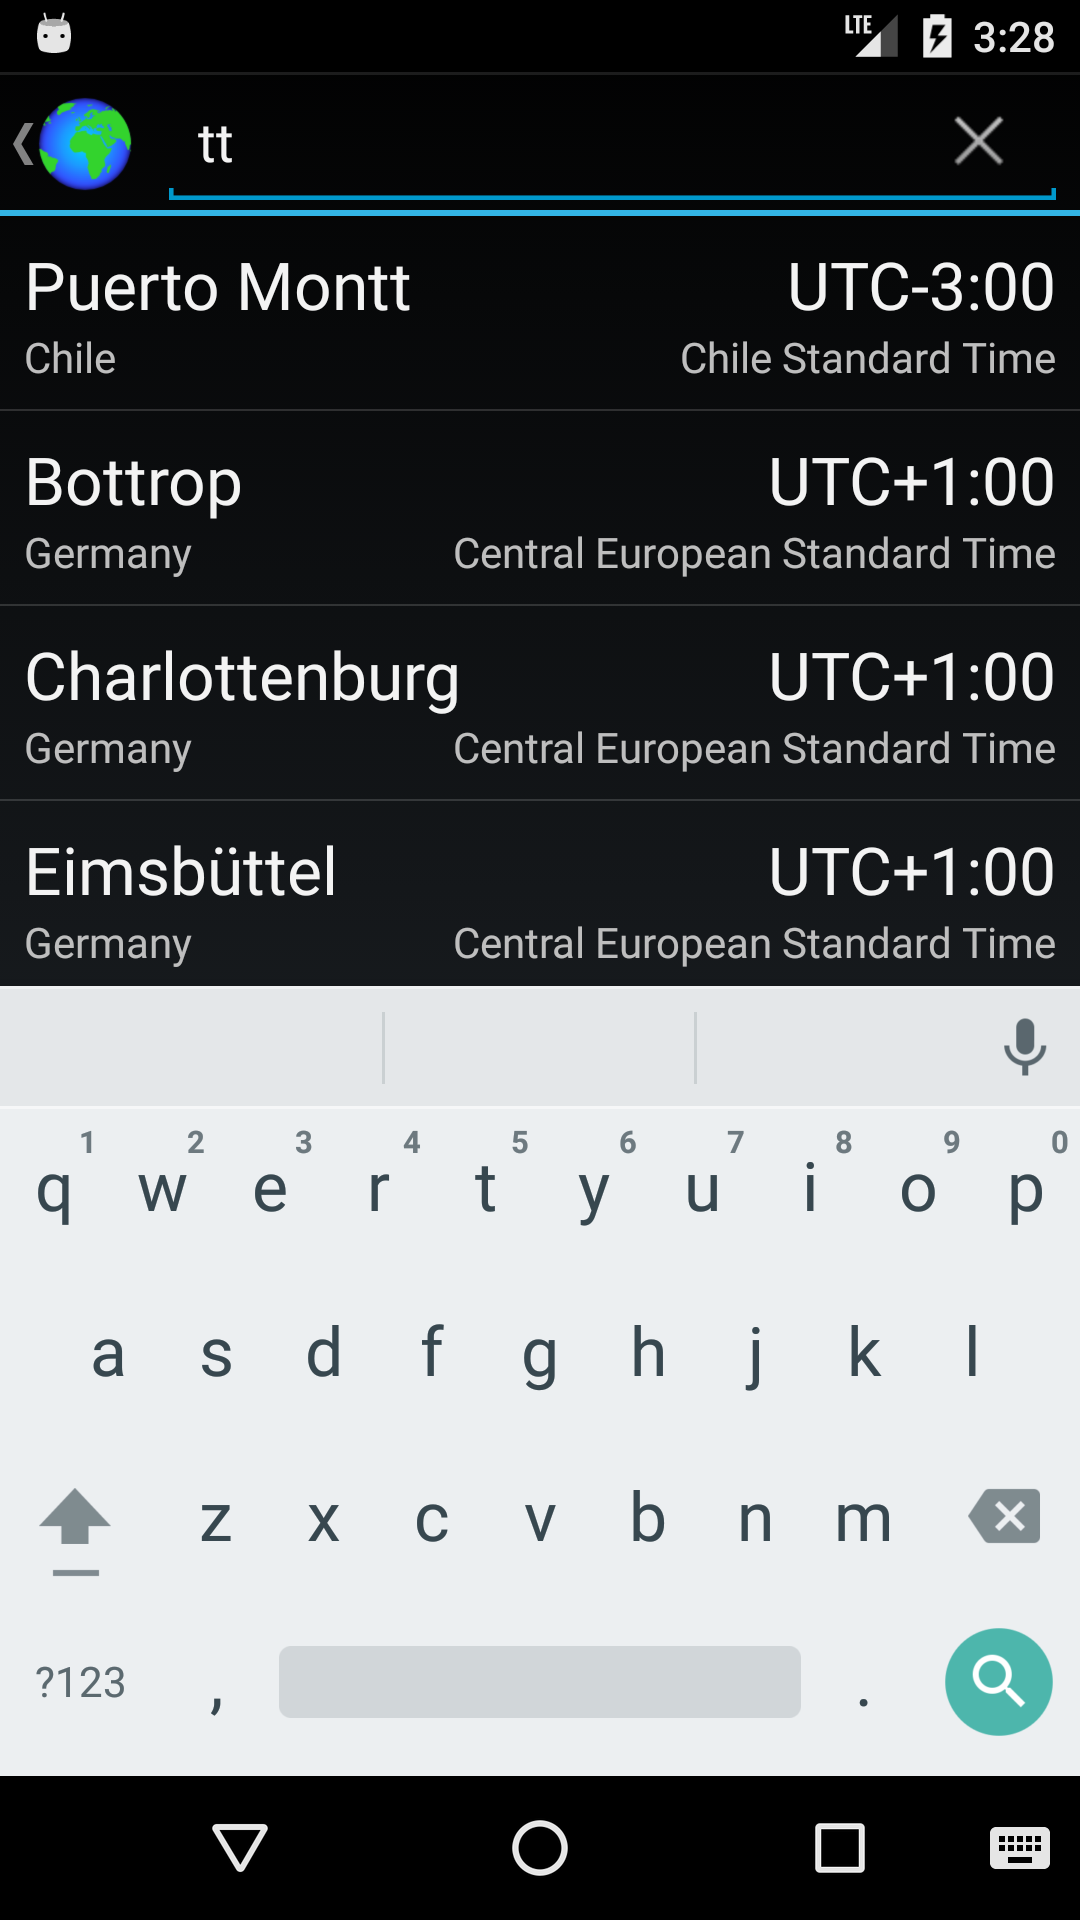 LTE 3:28
tt
Puerto Montt UTC-3:00
Chile Chile Standard Time
Bottrop UTC+1:00
Germany Central European Standard Time
Charlottenburg UTC+1:00
Germany Central European Standard Time
Eimsbüttel UTC+1:00
Germany Central European Standard Time
1 2 3 4 5 6 7 8 9 0
q w e r t y u i o p
a s d f g h j k l
z x c v b n m
?123 , .